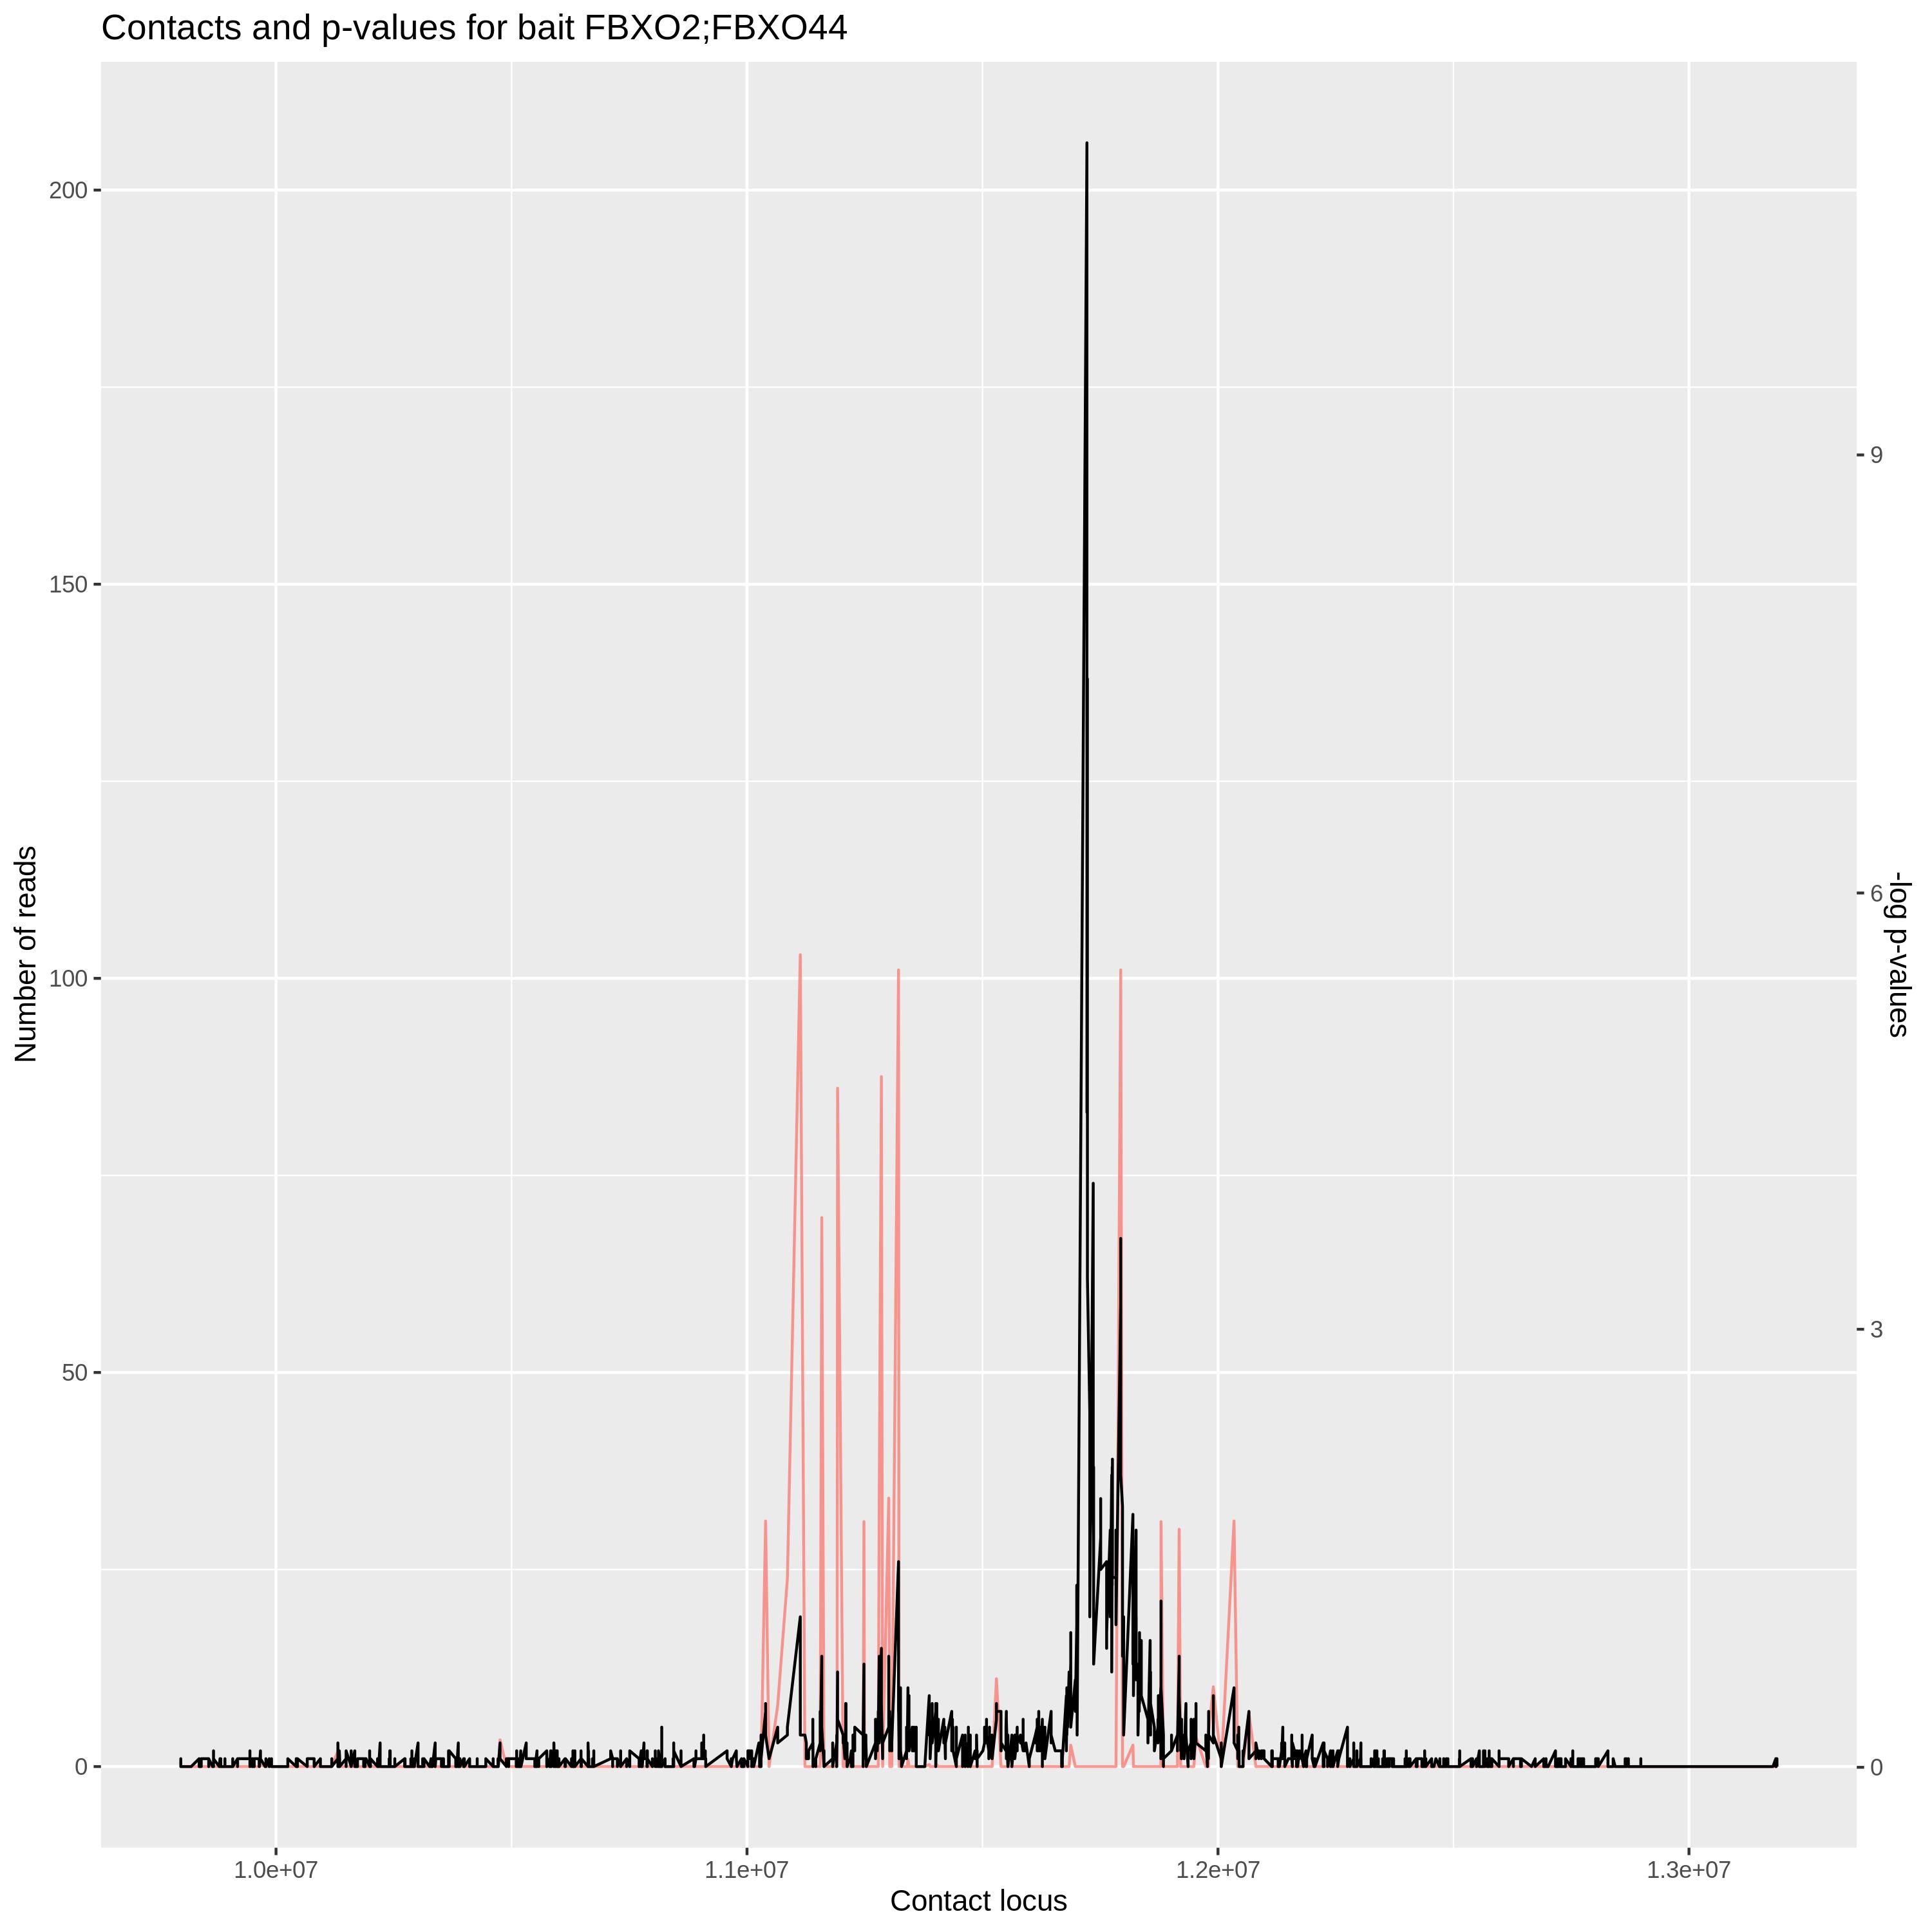 Contacts and p-values for bait FBXO2;FBXO44
200
150
100
50
0
Number of reads
9
6
3
0
-log p-values
1.0e+07
1.1e+07
1.2e+07
1.3e+07
Contact locus